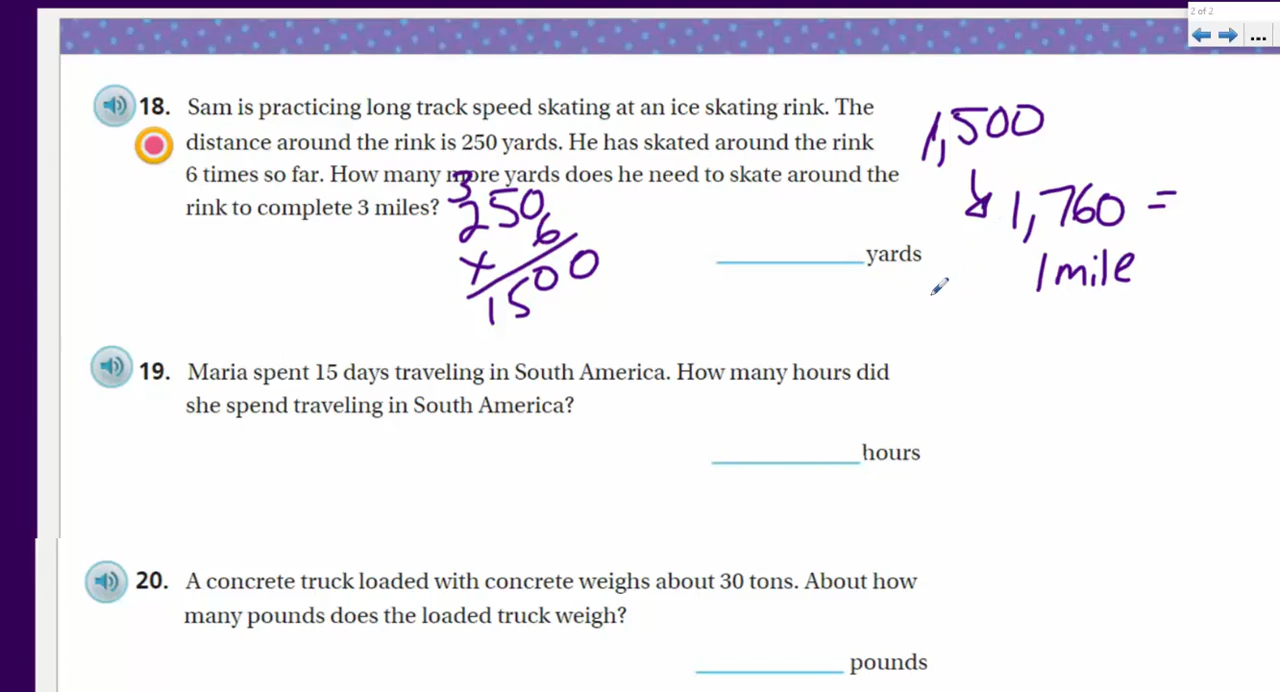 2 of 2
...
18. Sam is practicing long track speed skating at an ice skating rink. The
distance around the rink is 250 yards. He has skated around the rink
6 times so far. How many more yards does he need to skate around the
rink to complete 3 miles?
3
250
x 6
1500
yards
1,500
1,760 =
1 mile
19. Maria spent 15 days traveling in South America. How many hours did
she spend traveling in South America?
hours
20. A concrete truck loaded with concrete weighs about 30 tons. About how
many pounds does the loaded truck weigh?
pounds